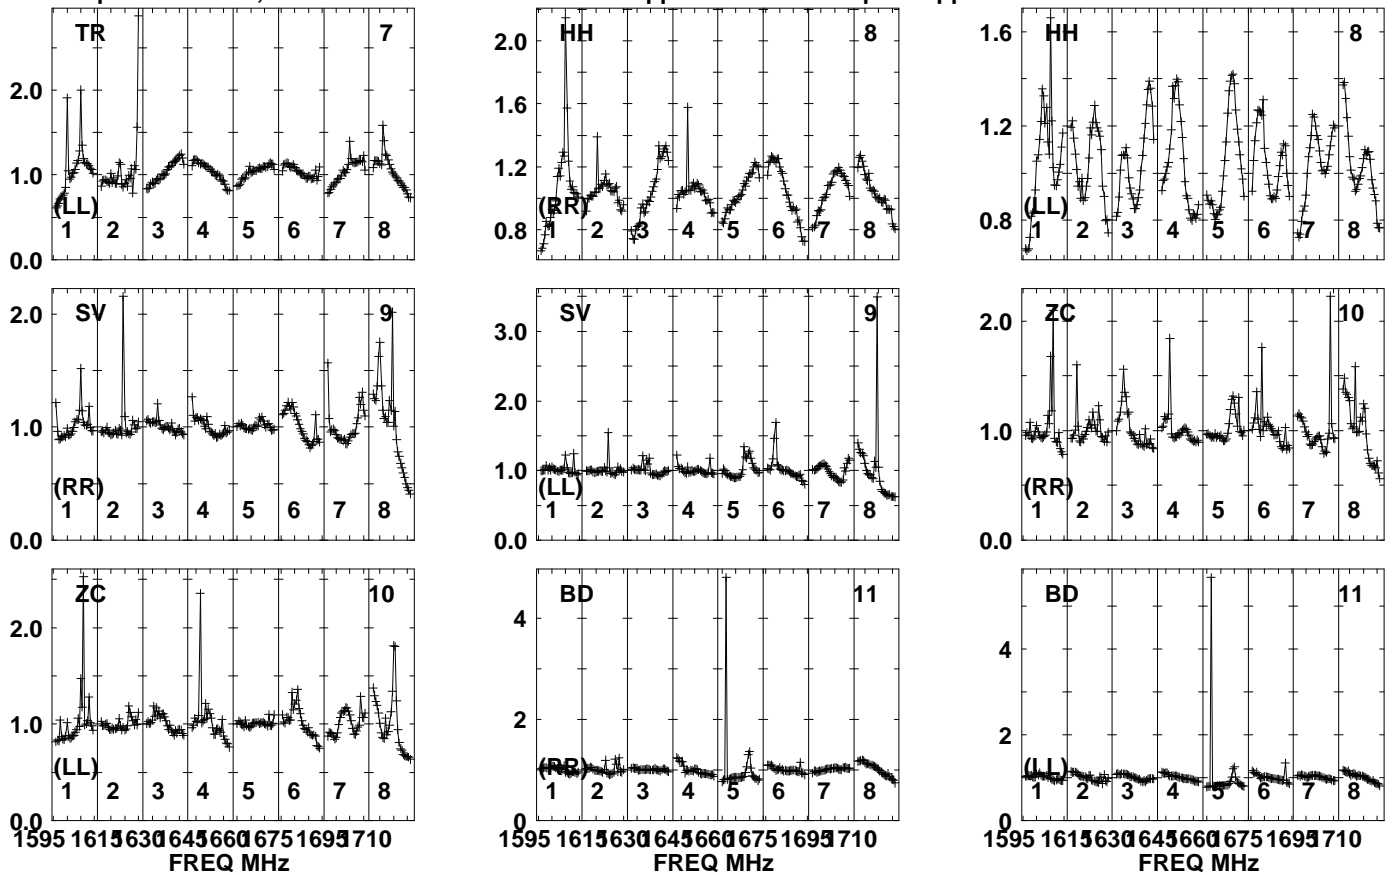 TR 7 HH 8 HH 8
2.0 2.0 1.6
1.0 1.6 1.2
0.0 1.2 0.8
0.8
(LL) (RR) (LL)
1 2 3 4 5 6 7 8 1 2 3 4 5 6 7 8 1 2 3 4 5 6 7 8
SV 9 SV 9 ZC 10
2.0 3.0 2.0
1.0 2.0 1.0
0.0 1.0 0.0
0.0
(RR) (LL) (RR)
1 2 3 4 5 6 7 8 1 2 3 4 5 6 7 8 1 2 3 4 5 6 7 8
ZC 10 BD 11 BD 11
2.0 4 4
1.0 2 2
0.0 0 0
(LL) (RR) (LL)
1 2 3 4 5 6 7 8 1 2 3 4 5 6 7 8 1 2 3 4 5 6 7 8
1595 1615 1630 1645 1660 1675 1695 1710 1595 1615 1630 1645 1660 1675 1695 1710 1595 1615 1630 1645 1660 1675 1695 1710
FREQ MHz FREQ MHz FREQ MHz